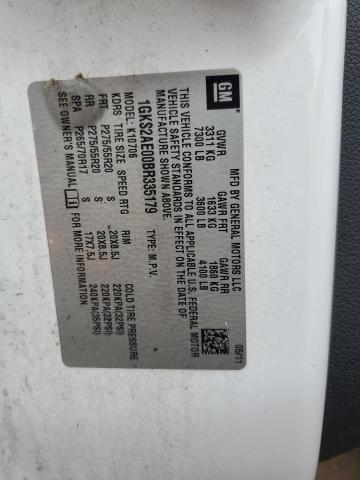 GM
MFD BY GENERAL MOTORS LLC 05/11
GVWR GAWR FRT GAWR RR
3311 KG 1633 KG 1860 KG
7300 LB 3600 LB 4100 LB
THIS VEHICLE CONFORMS TO ALL APPLICABLE U.S. FEDERAL MOTOR
VEHICLE SAFETY STANDARDS IN EFFECT ON THE DATE OF
MANUFACTURE SHOWN ABOVE.
1GKS2AE00BR335179 TYPE: M.P.V.
MODEL: K10706
KDRS TIRE SIZE SPEED RTG RIM COLD TIRE PRESSURE
FRT P275/55R20 S 20X8.5J 220KPA(32PSI)
RR P275/55R20 S 20X8.5J 220KPA(32PSI)
SPA P265/70R17 S 17X7.5J 240KPA(35PSI)
SEE OWNER'S MANUAL i FOR MORE INFORMATION